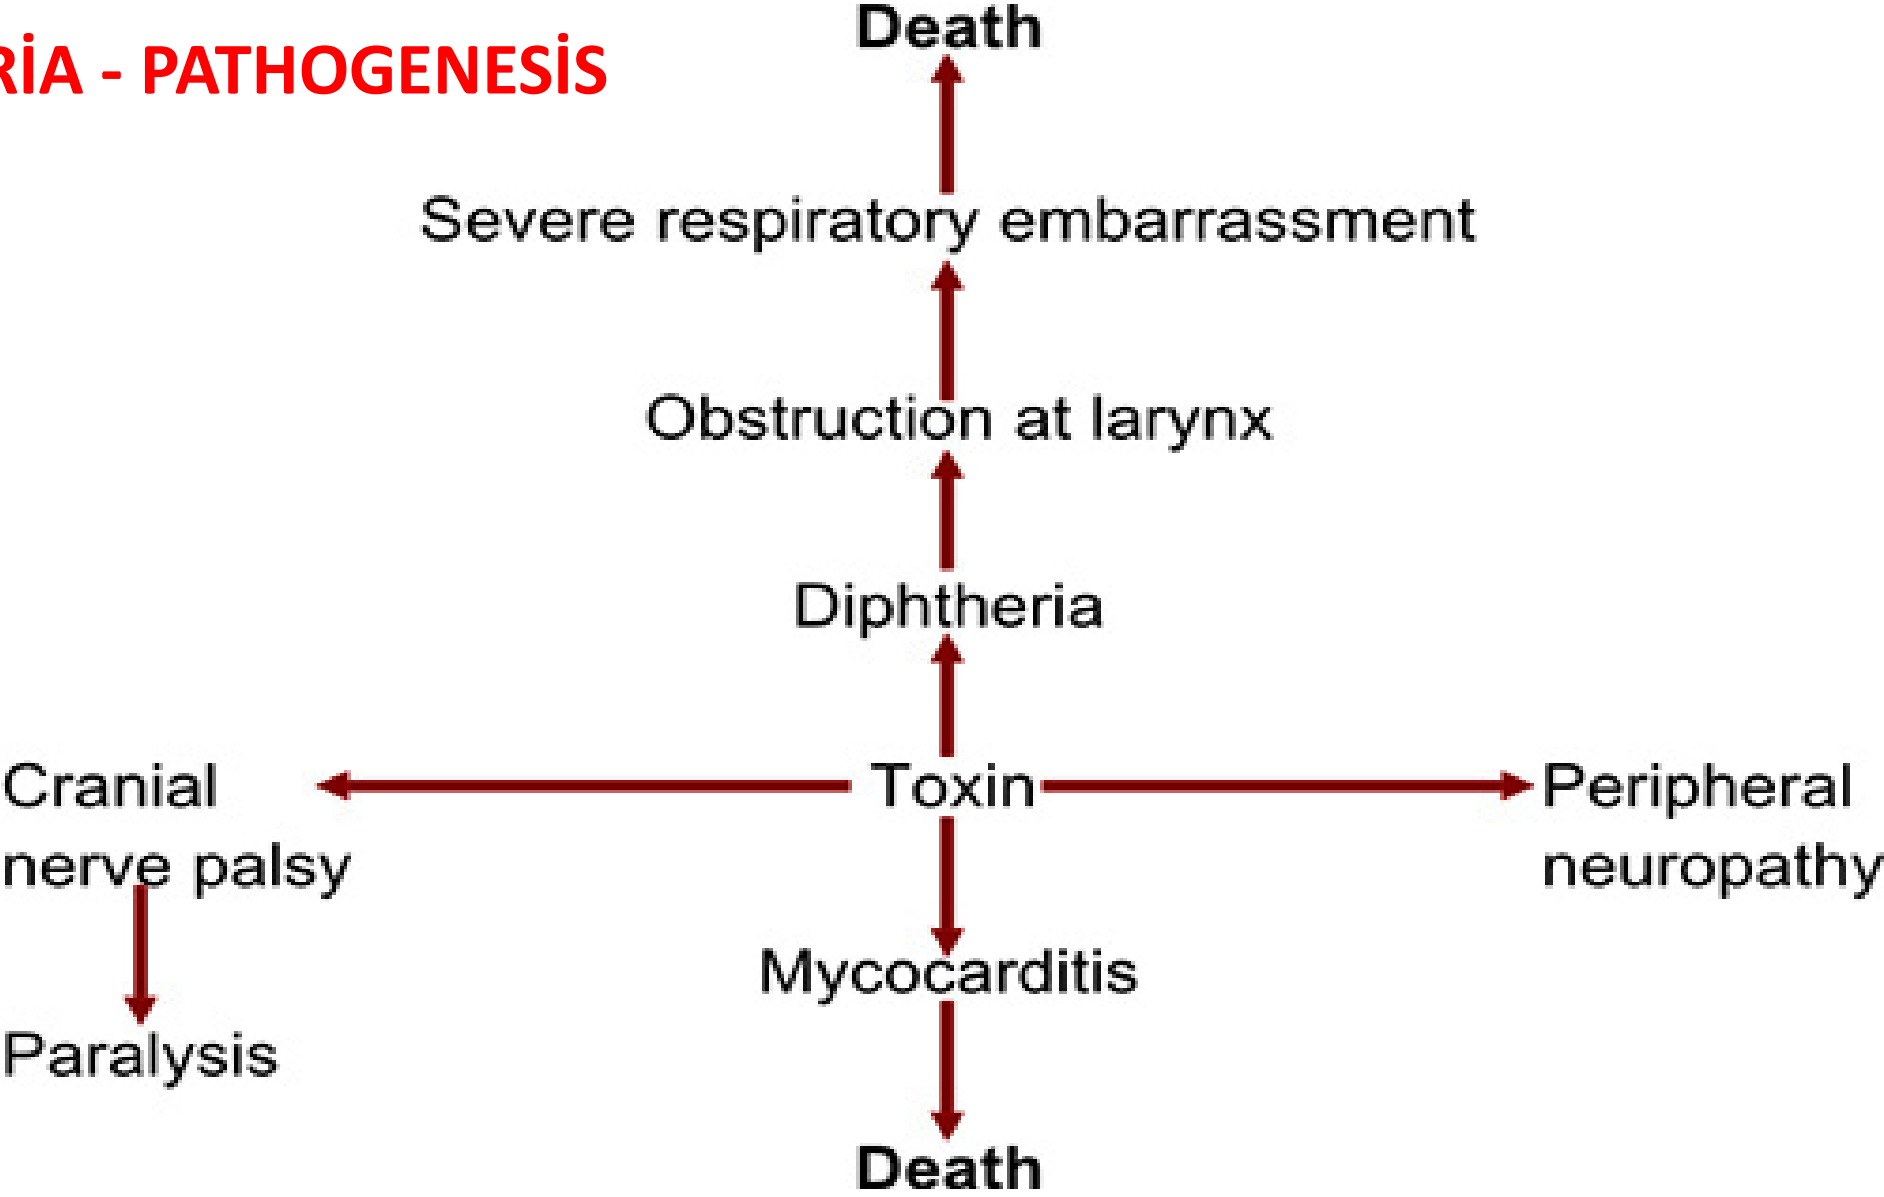 RİA - PATHOGENESİS
Death
Severe respiratory embarrassment
Obstruction at larynx
Diphtheria
Cranial
nerve palsy
Toxin
Peripheral
neuropathy
Mycocarditis
Paralysis
Death